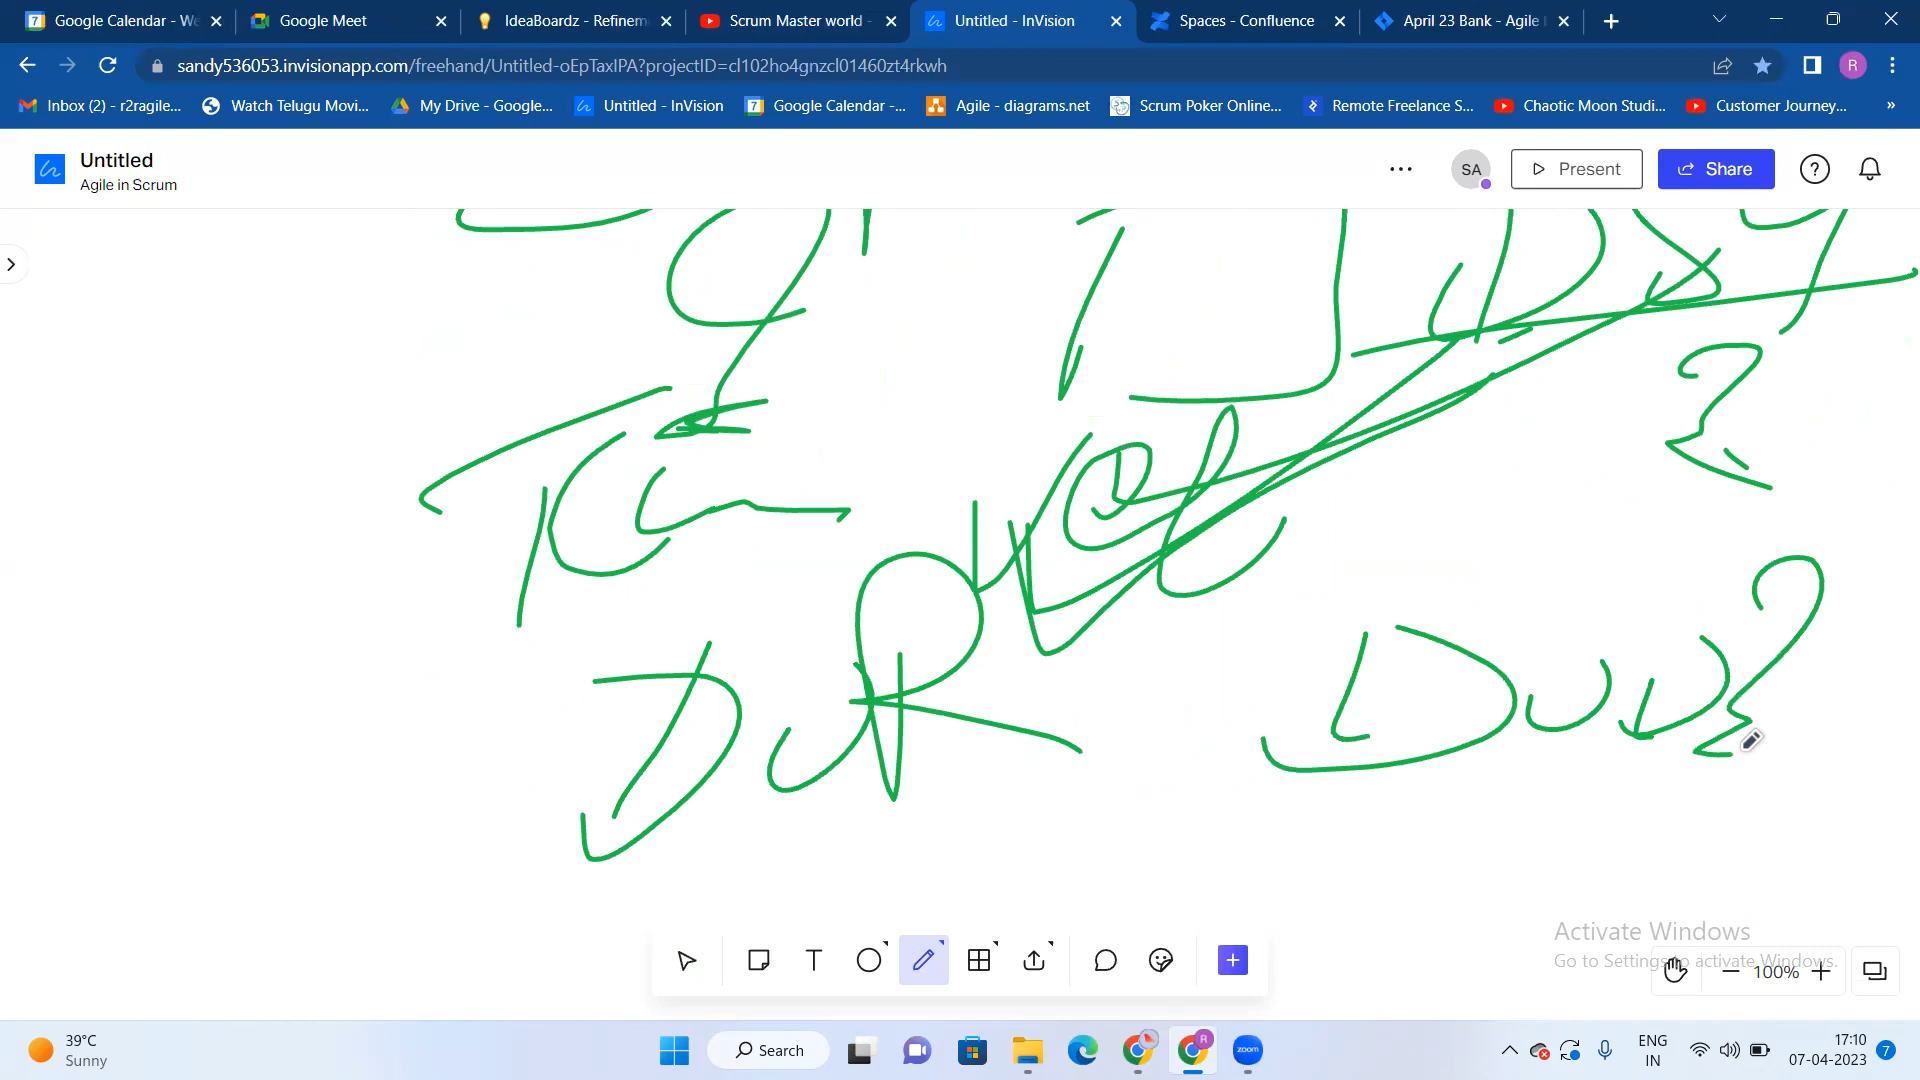 Google Calendar - We
Google Meet
IdeaBoardz - Refinem
Scrum Master world -
Untitled - InVision
Spaces - Confluence
April 23 Bank - Agile
sandy536053.invisionapp.com/freehand/Untitled-oEpTaxIPA?projectID=cl102ho4gnzcl01460zt4rkwh
R
Inbox (2) - r2ragile...
Watch Telugu Movi...
My Drive - Google...
Untitled - InVision
Google Calendar -...
Agile - diagrams.net
Scrum Poker Online...
Remote Freelance S...
Chaotic Moon Studi...
Customer Journey...
»
Untitled
Agile in Scrum
SA
Present
Share
Activate Windows
Go to Settings to activate Windows.
100%
39°C
Sunny
Search
zoom
ENG
IN
17:10
07-04-2023
7